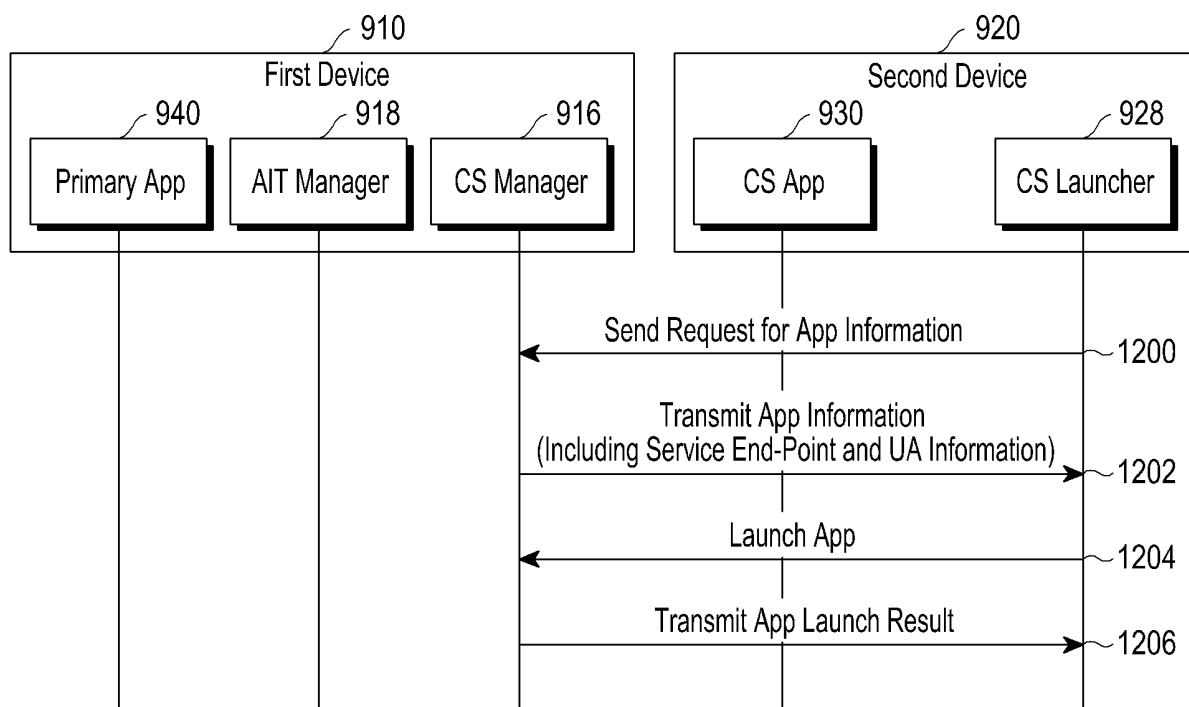 910
920
First Device
Second Device
940
918
916
930
928
Primary App
AIT Manager
CS Manager
CS App
CS Launcher
Send Request for App Information
1200
Transmit App Information
(Including Service End-Point and UA Information)
1202
Launch App
1204
Transmit App Launch Result
1206